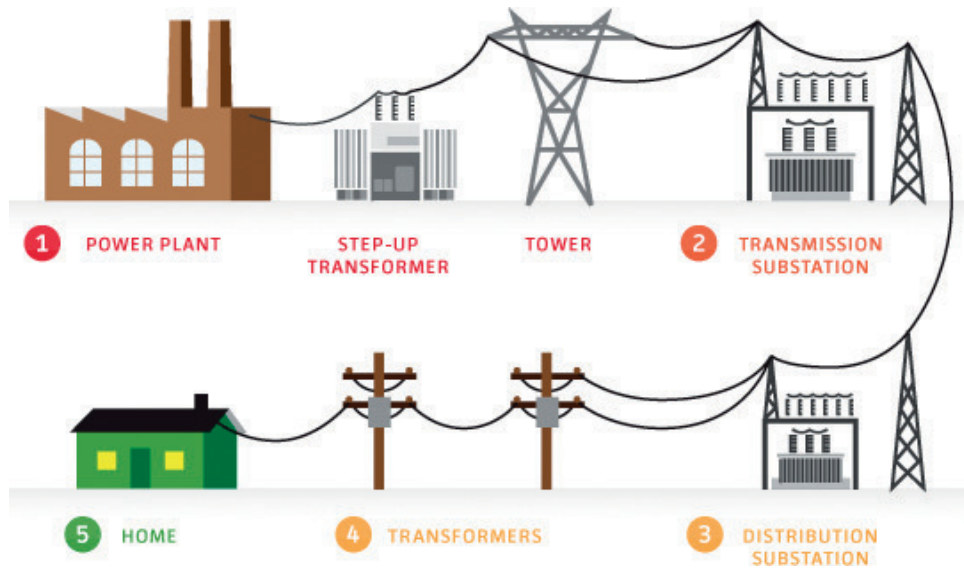 1 POWER PLANT
STEP-UP
TRANSFORMER
TOWER
2 TRANSMISSION
SUBSTATION
5 HOME
4 TRANSFORMERS
3 DISTRIBUTION
SUBSTATION